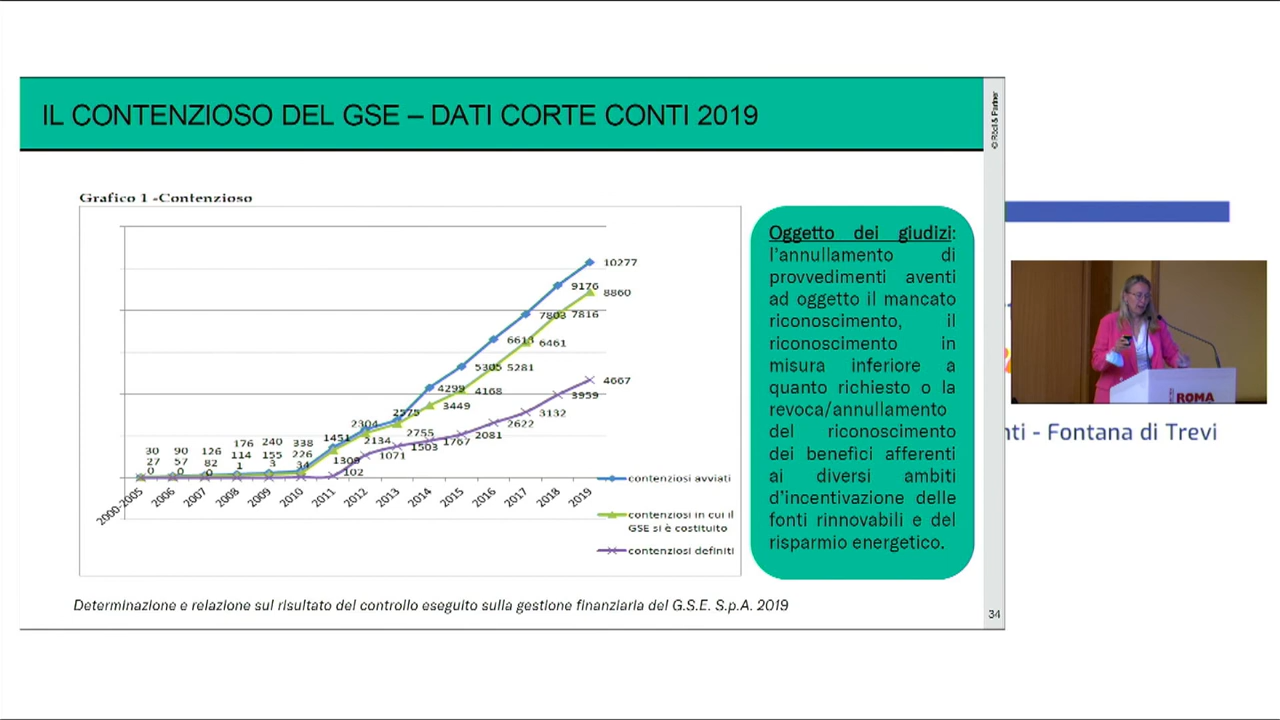 IL CONTENZIOSO DEL GSE – DATI CORTE CONTI 2019
© Rödl & Partner
Grafico 1 -Contenzioso
10277
9176
8860
7803
7816
6613
6461
5305
5281
4299
4168
4667
3959
3449
3132
2575
2755
2622
2304
2134
2081
1767
1503
1451
1309
1071
102
30
27
0
90
57
0
126
82
0
176
114
1
240
155
3
338
226
34
2000-2005
2006
2007
2008
2009
2010
2011
2012
2013
2014
2015
2016
2017
2018
2019
contenziosi avviati
contenziosi in cui il
GSE si è costituito
contenziosi definiti
Oggetto dei giudizi:
l'annullamento di
provvedimenti aventi
ad oggetto il mancato
riconoscimento, il
riconoscimento in
misura inferiore a
quanto richiesto o la
revoca/annullamento
del riconoscimento
dei benefici afferenti
ai diversi ambiti
d'incentivazione delle
fonti rinnovabili e del
risparmio energetico.
Determinazione e relazione sul risultato del controllo eseguito sulla gestione finanziaria del G.S.E. S.p.A. 2019
34
ROMA
nti - Fontana di Trevi